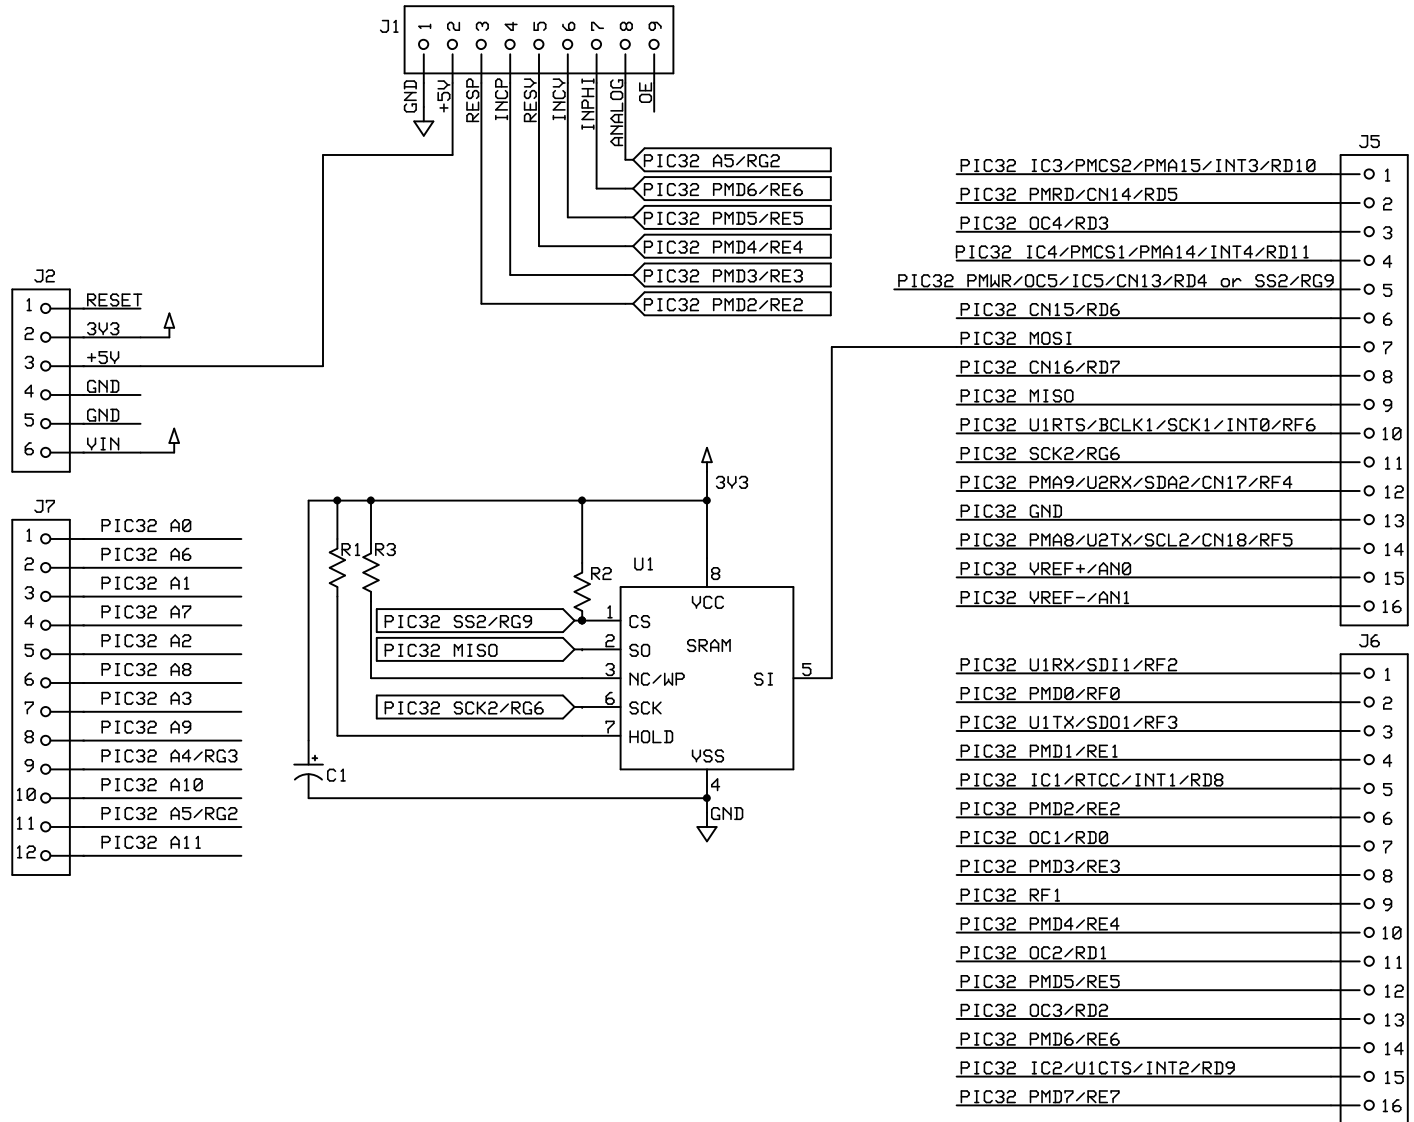 J1
1 2 3 4 5 6 7 8 9
GND
+5V
RESP
INCP
RESV
INCV
INPHI
ANALOG
OE
PIC32 A5/RG2
PIC32 PMD6/RE6
PIC32 PMD5/RE5
PIC32 PMD4/RE4
PIC32 PMD3/RE3
PIC32 PMD2/RE2
J2
1 RESET
2 3V3
3 +5V
4 GND
5 GND
6 VIN
J7
1 PIC32 A0
2 PIC32 A6
3 PIC32 A1
4 PIC32 A7
5 PIC32 A2
6 PIC32 A8
7 PIC32 A3
8 PIC32 A9
9 PIC32 A4/RG3
10 PIC32 A10
11 PIC32 A5/RG2
12 PIC32 A11
3V3
R1
R3
R2
U1
8
VCC
PIC32 SS2/RG9 1 CS
SRAM
PIC32 MISO 2 SO
3 NC/WP
SI 5
PIC32 SCK2/RG6 6 SCK
7 HOLD
VSS
4
+
C1
GND
J5
PIC32 IC3/PMCS2/PMA15/INT3/RD10 1
PIC32 PMRD/CN14/RD5 2
PIC32 OC4/RD3 3
PIC32 IC4/PMCS1/PMA14/INT4/RD11 4
PIC32 PMWR/OC5/IC5/CN13/RD4 or SS2/RG9 5
PIC32 CN15/RD6 6
PIC32 MOSI 7
PIC32 CN16/RD7 8
PIC32 MISO 9
PIC32 U1RTS/BCLK1/SCK1/INT0/RF6 10
PIC32 SCK2/RG6 11
PIC32 PMA9/U2RX/SDA2/CN17/RF4 12
PIC32 GND 13
PIC32 PMA8/U2TX/SCL2/CN18/RF5 14
PIC32 VREF+/AN0 15
PIC32 VREF-/AN1 16
J6
PIC32 U1RX/SDI1/RF2 1
PIC32 PMD0/RF0 2
PIC32 U1TX/SDO1/RF3 3
PIC32 PMD1/RE1 4
PIC32 IC1/RTCC/INT1/RD8 5
PIC32 PMD2/RE2 6
PIC32 OC1/RD0 7
PIC32 PMD3/RE3 8
PIC32 RF1 9
PIC32 PMD4/RE4 10
PIC32 OC2/RD1 11
PIC32 PMD5/RE5 12
PIC32 OC3/RD2 13
PIC32 PMD6/RE6 14
PIC32 IC2/U1CTS/INT2/RD9 15
PIC32 PMD7/RE7 16